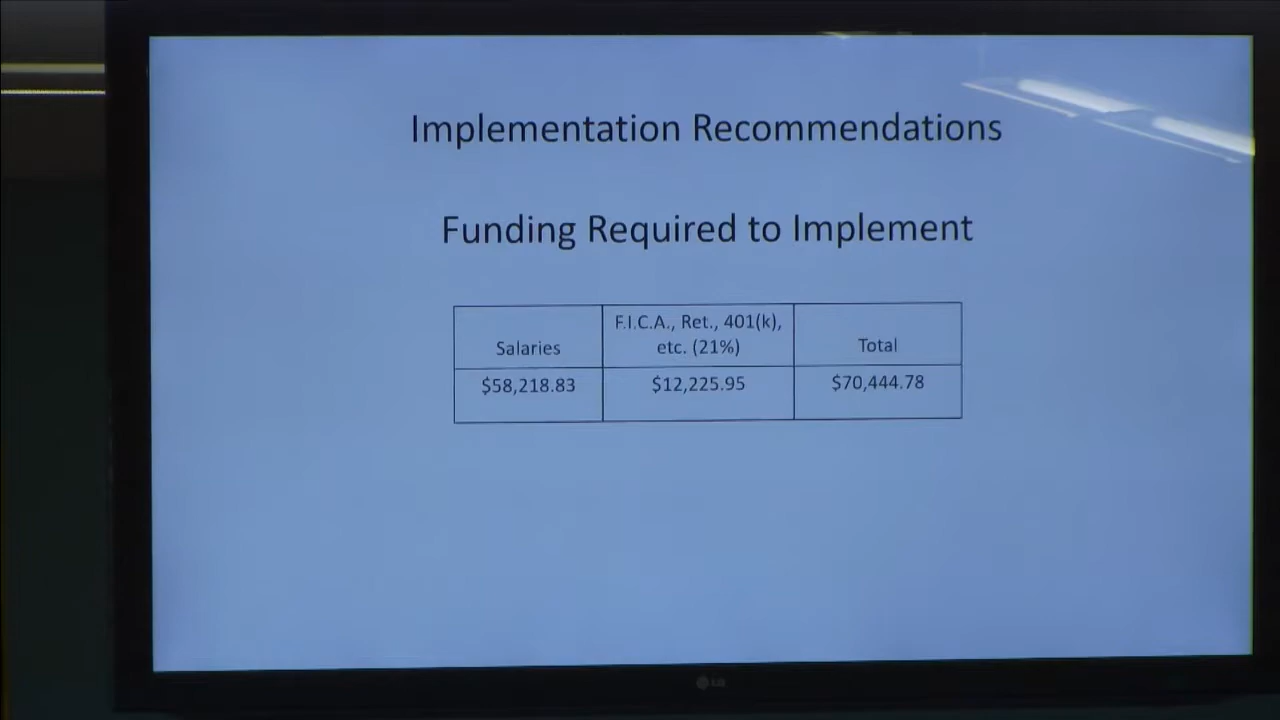 Implementation Recommendations
Funding Required to Implement
Salaries
F.I.C.A., Ret., 401(k),
etc. (21%)
Total
$58,218.83
$12,225.95
$70,444.78
LG